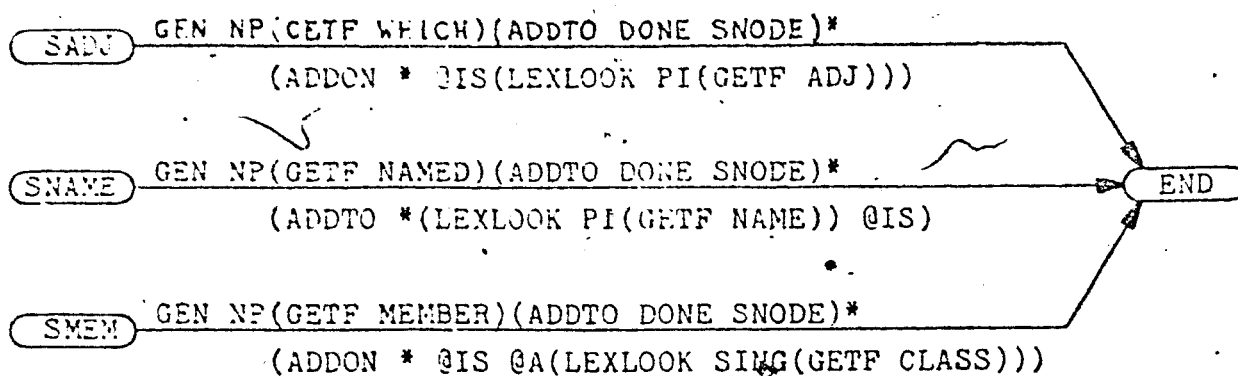 GEN NP(CETF WHICH)(ADDTO DONE SNODE)*
SADJ
(ADDON * @IS(LEXLOOK PI(GETF ADJ)))
GEN NP(GETF NAMED)(ADDTO DONE SNODE)*
SNAME
END
(ADDTO *(LEXLOOK PI(GETF NAME)) @IS)
GEN NP(GETF MEMBER)(ADDTO DONE SNODE)*
SMEM
(ADDON * @IS @A(LEXLOOK SING(GETF CLASS)))